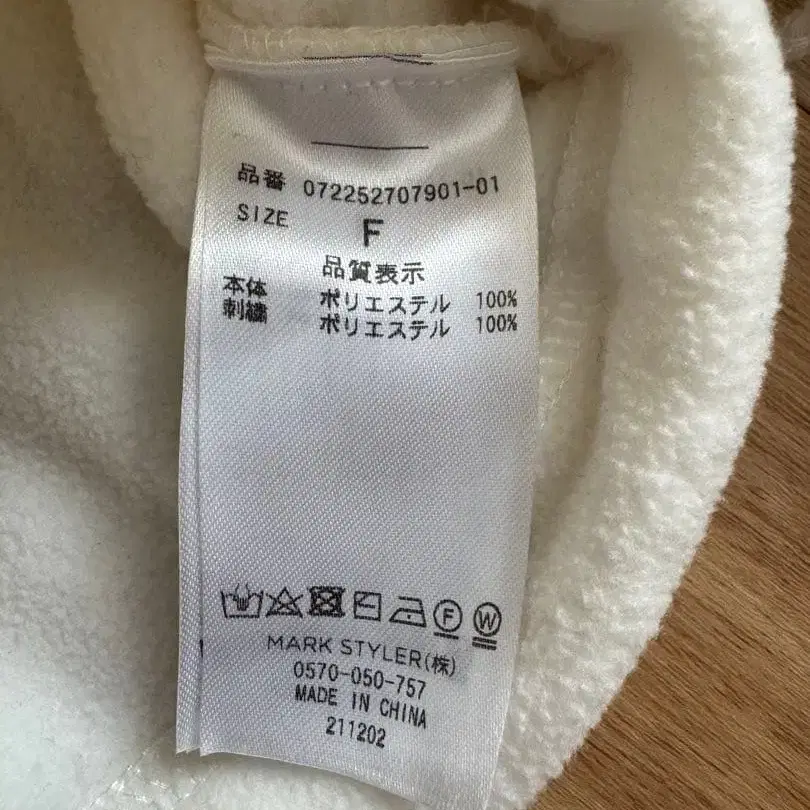 品番 072252707901-01
SIZE F
品質表示
本体 ポリエステル 100%
刺繍 ポリエステル 100%
F W
MARK STYLER(株)
0570-050-757
MADE IN CHINA
211202